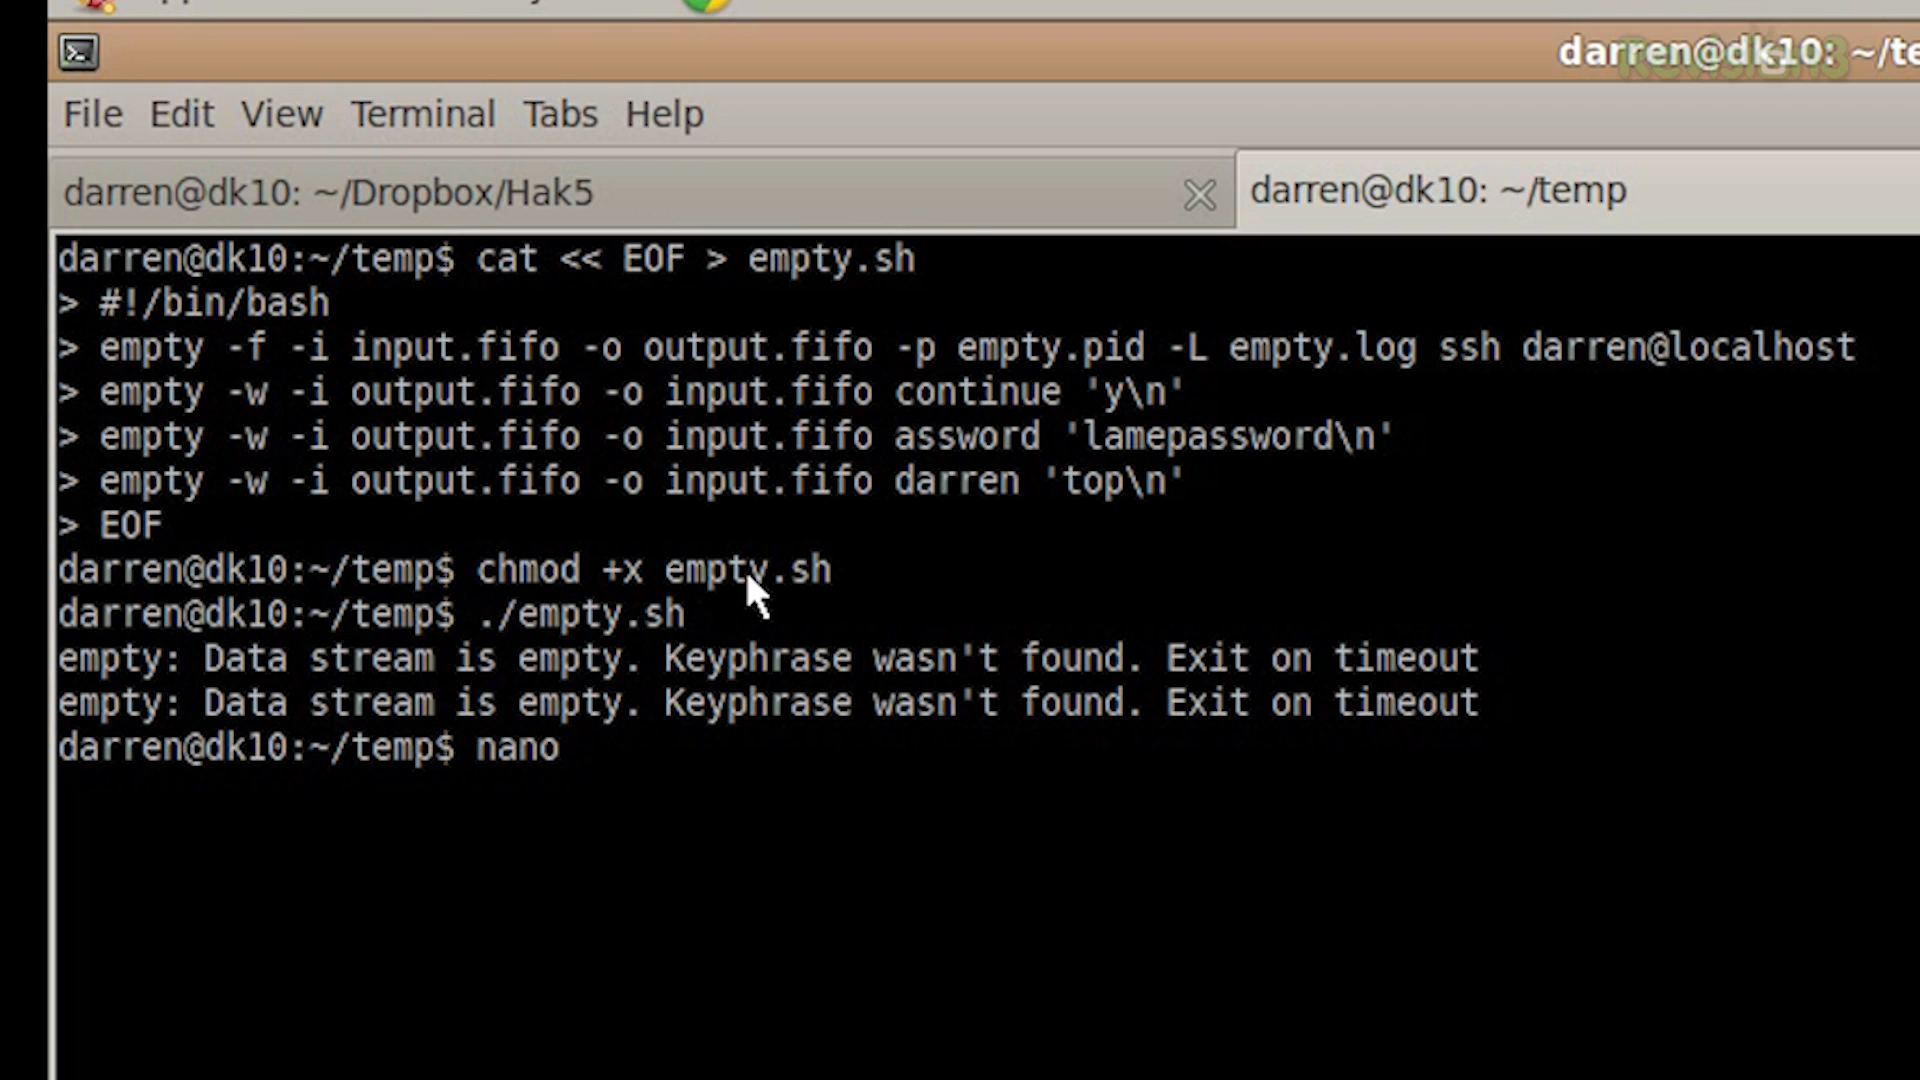 darren@dk10: ~/te
File Edit View Terminal Tabs Help
darren@dk10: ~/Dropbox/Hak5
darren@dk10: ~/temp
darren@dk10:~/temp$ cat << EOF > empty.sh
> #!/bin/bash
> empty -f -i input.fifo -o output.fifo -p empty.pid -L empty.log ssh darren@localhost
> empty -w -i output.fifo -o input.fifo continue 'y\n'
> empty -w -i output.fifo -o input.fifo assword 'lamepassword\n'
> empty -w -i output.fifo -o input.fifo darren 'top\n'
> EOF
darren@dk10:~/temp$ chmod +x empty.sh
darren@dk10:~/temp$ ./empty.sh
empty: Data stream is empty. Keyphrase wasn't found. Exit on timeout
empty: Data stream is empty. Keyphrase wasn't found. Exit on timeout
darren@dk10:~/temp$ nano